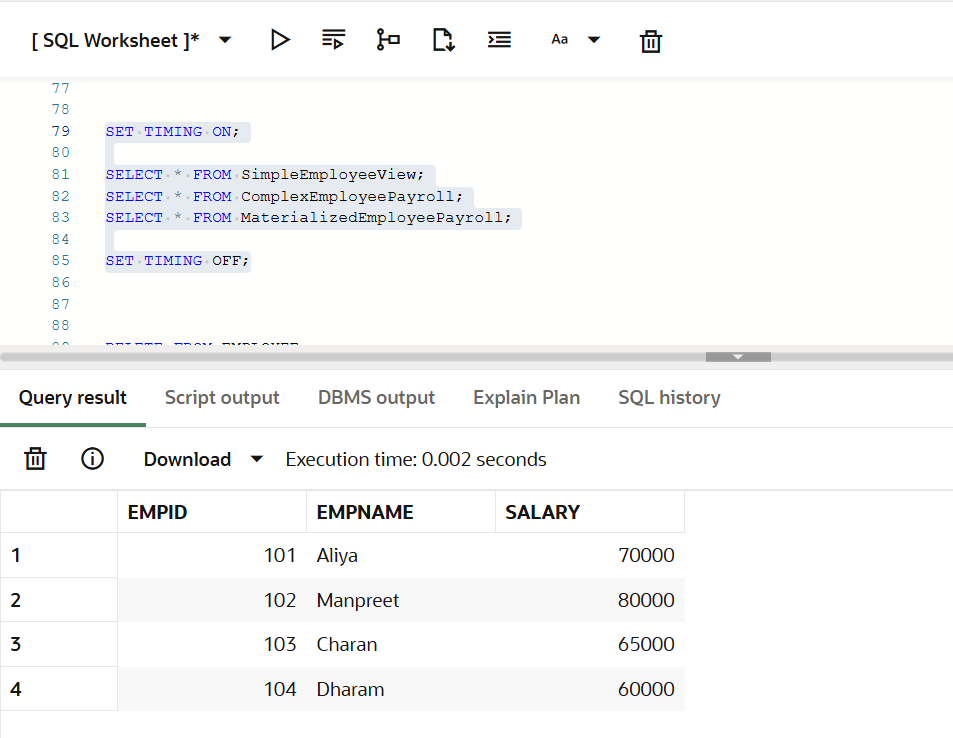 [ SQL Worksheet ]* Aa
77
78
79 SET TIMING ON;
80
81 SELECT * FROM SimpleEmployeeView;
82 SELECT * FROM ComplexEmployeePayroll;
83 SELECT * FROM MaterializedEmployeePayroll;
84
85 SET TIMING OFF;
86
87
88
Query result Script output DBMS output Explain Plan SQL history
Download Execution time: 0.002 seconds
EMPID EMPNAME SALARY
1 101 Aliya 70000
2 102 Manpreet 80000
3 103 Charan 65000
4 104 Dharam 60000